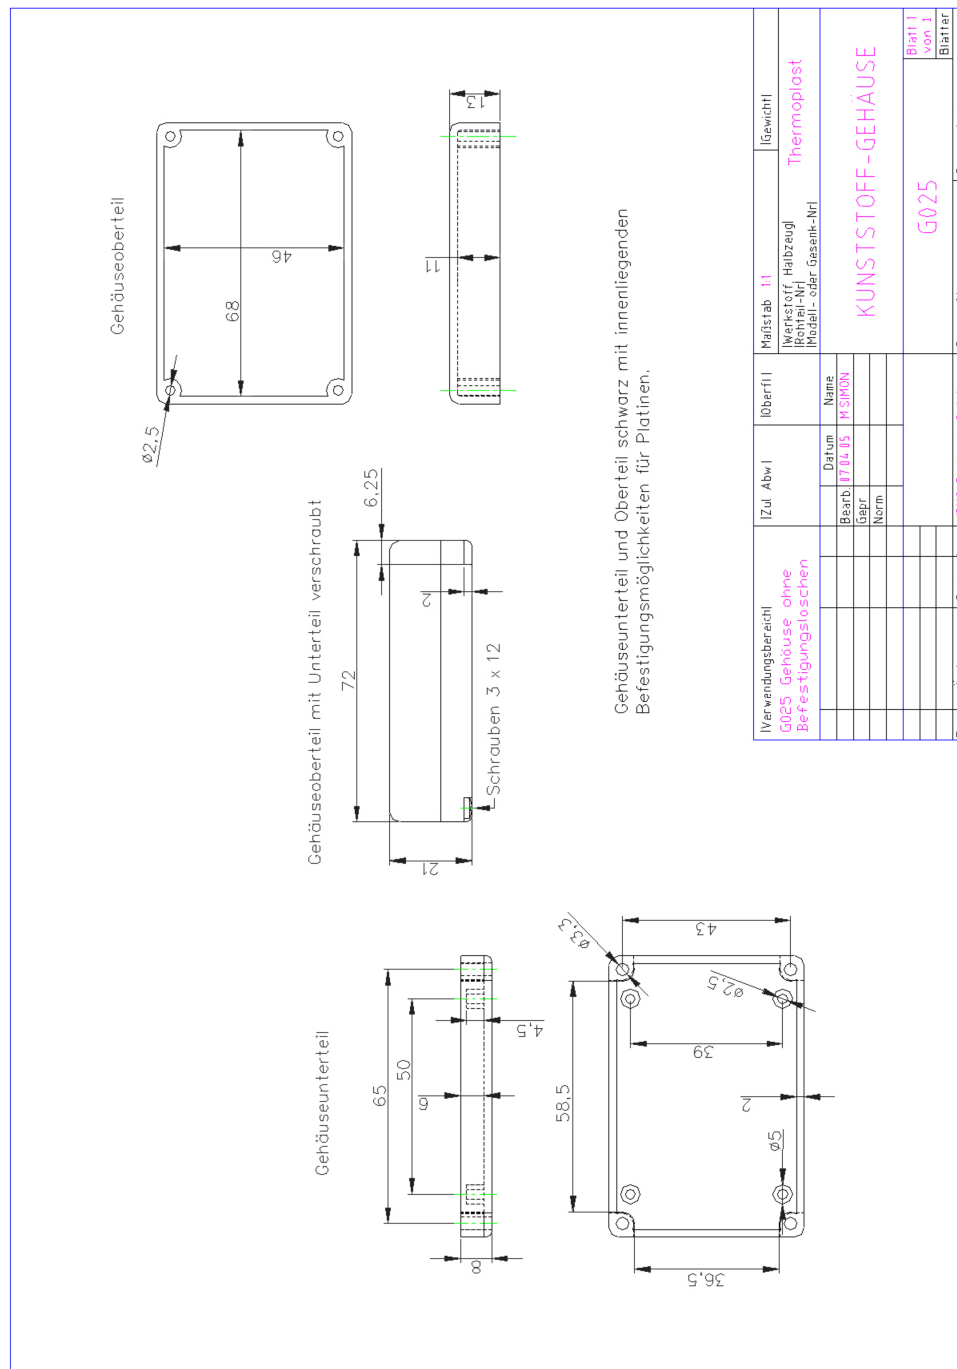 Gehäuseunterteil
65
50
6
4,5
8
ø3,3
43
ø2,5
39
58,5
2
ø5
36,5
Gehäuseoberteil mit Unterteil verschraubt
72
6,25
2
21
Schrauben 3 x 12
Gehäuseoberteil
46
68
ø2,5
13
11
Gehäuseunterteil und Oberteil schwarz mit innenliegenden
Befestigungsmöglichkeiten für Platinen.
|Verwendungsbereich|
G025 Gehäuse ohne
Befestigungslaschen
|Zul Abw|
|Oberfl|
Maßstab 1:1
|Gewicht|
|Werkstoff, Halbzeug|
|Rohteil-Nr|
|Modell- oder Gesenk-Nr|
Thermoplast
Datum
Name
Bearb.
07 04 05
M SIMON
Gepr
Norm
KUNSTSTOFF-GEHÄUSE
G025
Blatt 1
von 1
Blätter